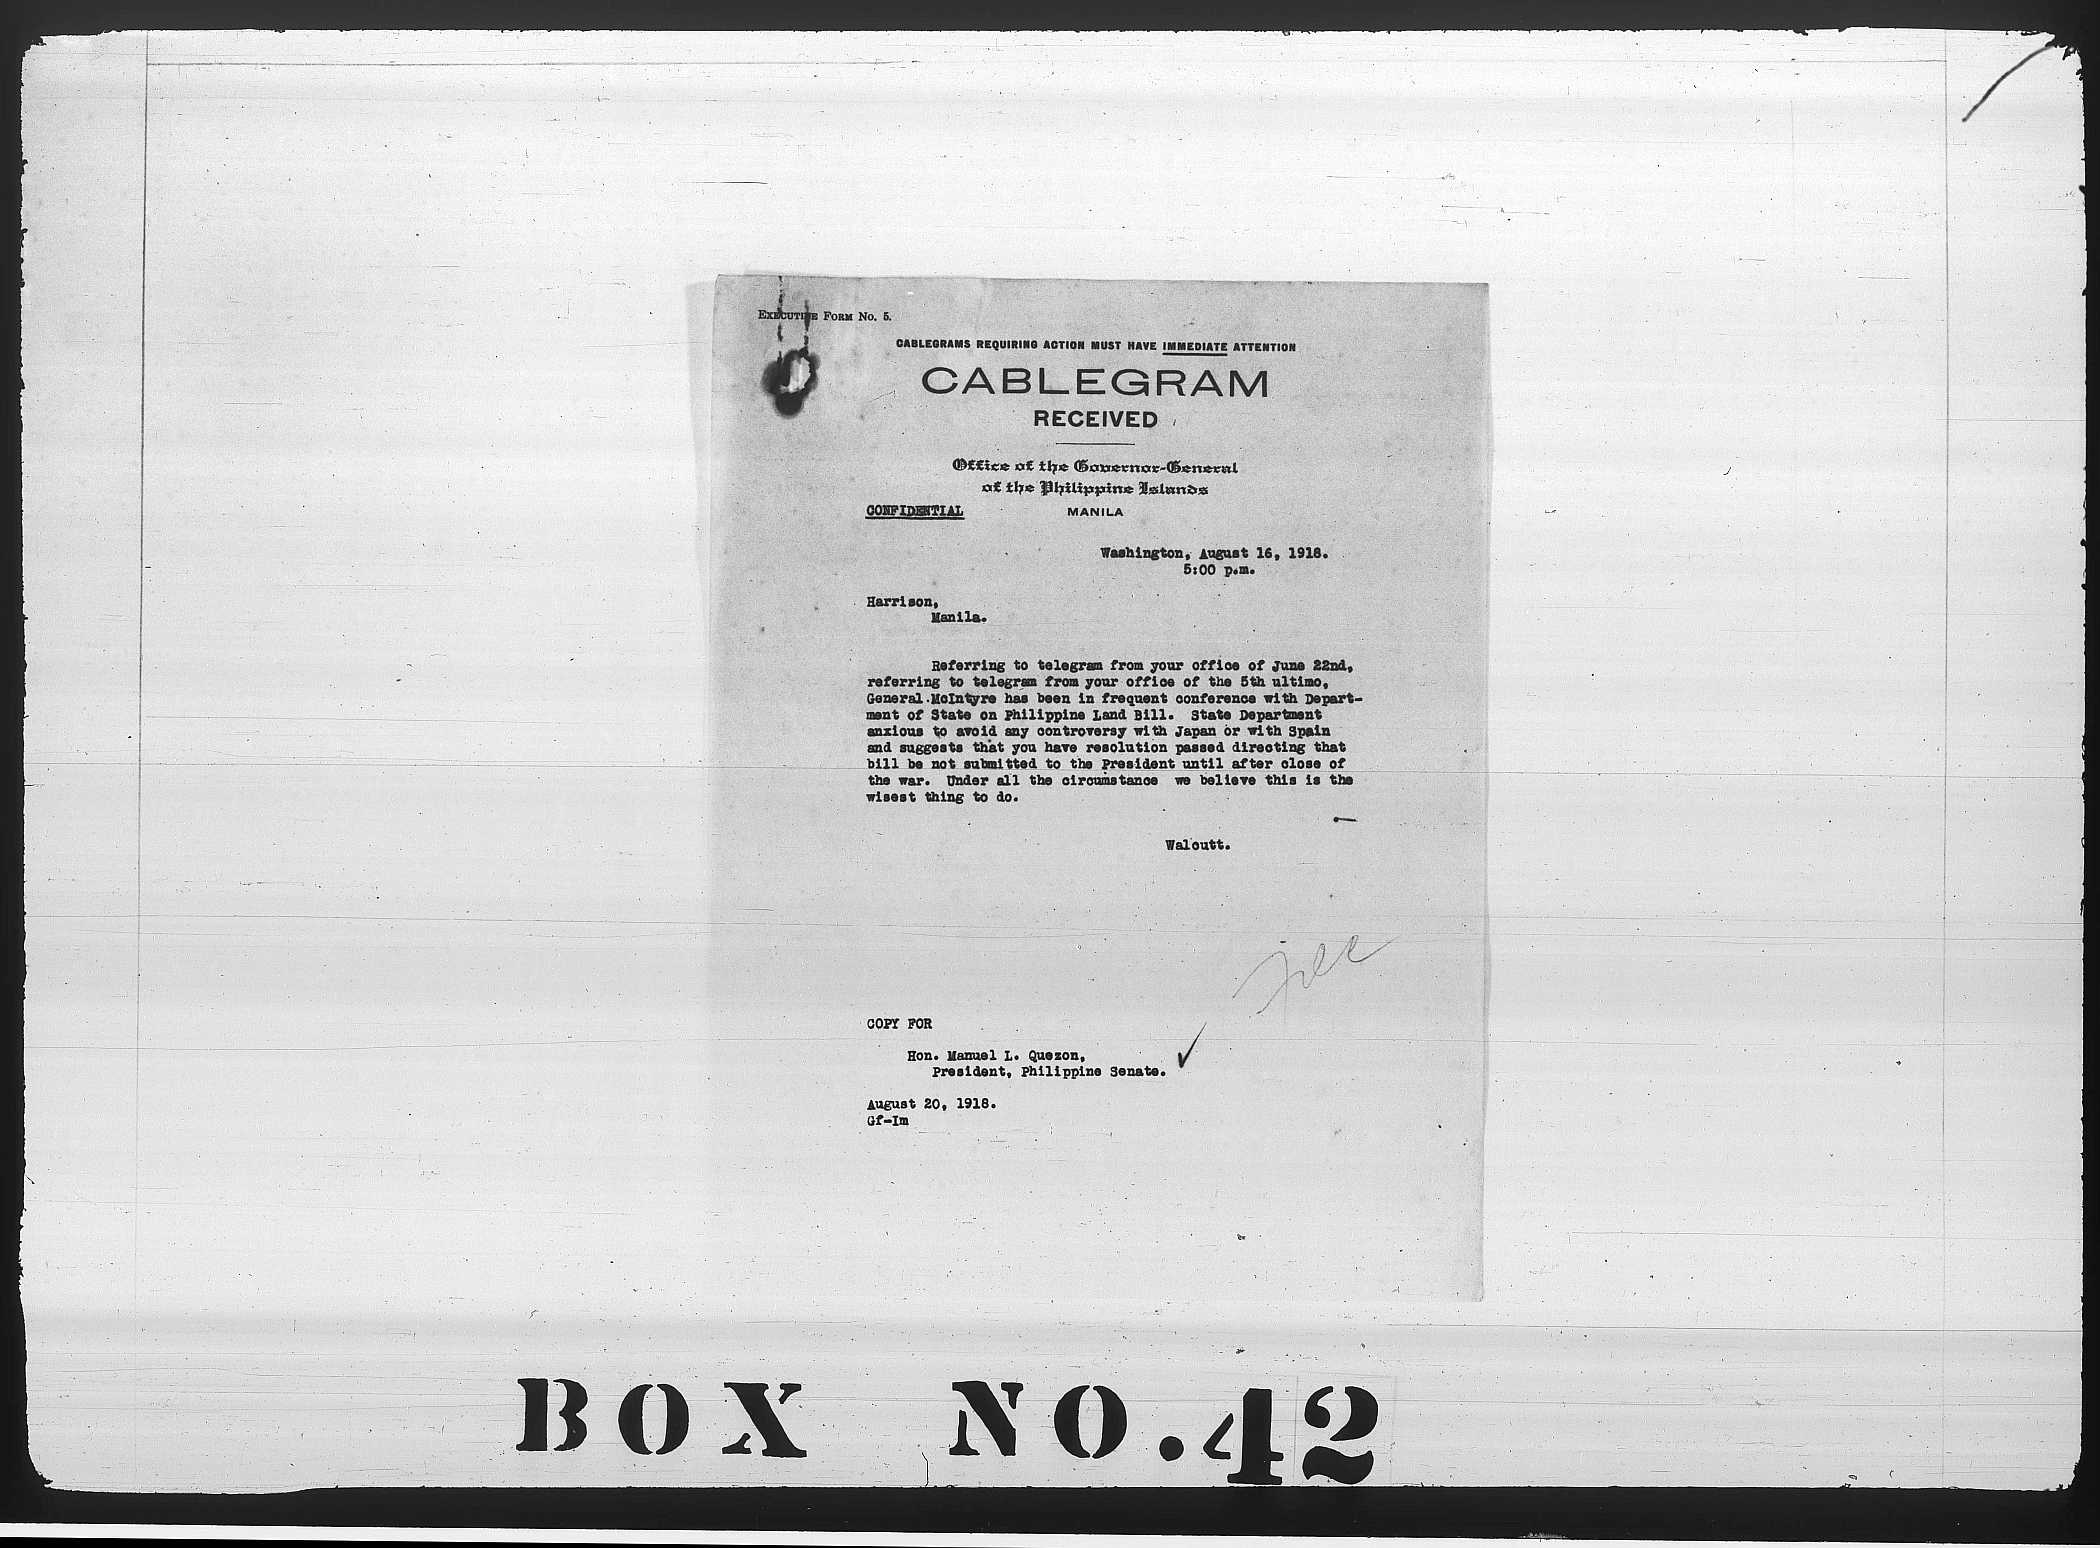 EXECUTIVE FORM NO. 5.
CABLEGRAMS REQUIRING ACTION MUST HAVE IMMEDIATE ATTENTION
CABLEGRAM
RECEIVED
Office of the Governor-General
of the Philippine Islands
CONFIDENTIAL MANILA
Washington, August 16, 1918.
5:00 p.m.
Harrison,
Manila.
Referring to telegram from your office of June 22nd,
referring to telegram from your office of the 5th ultimo,
General McIntyre has been in frequent conference with Depart-
ment of State on Philippine Land Bill. State Department
anxious to avoid any controversy with Japan or with Spain
and suggests that you have resolution passed directing that
bill be not submitted to the President until after close of
the war. Under all the circumstance we believe this is the
wisest thing to do.
Walcutt.
COPY FOR
Hon. Manuel L. Quezon,
President, Philippine Senate.
August 20, 1918.
Gf-Im
BOX NO.42